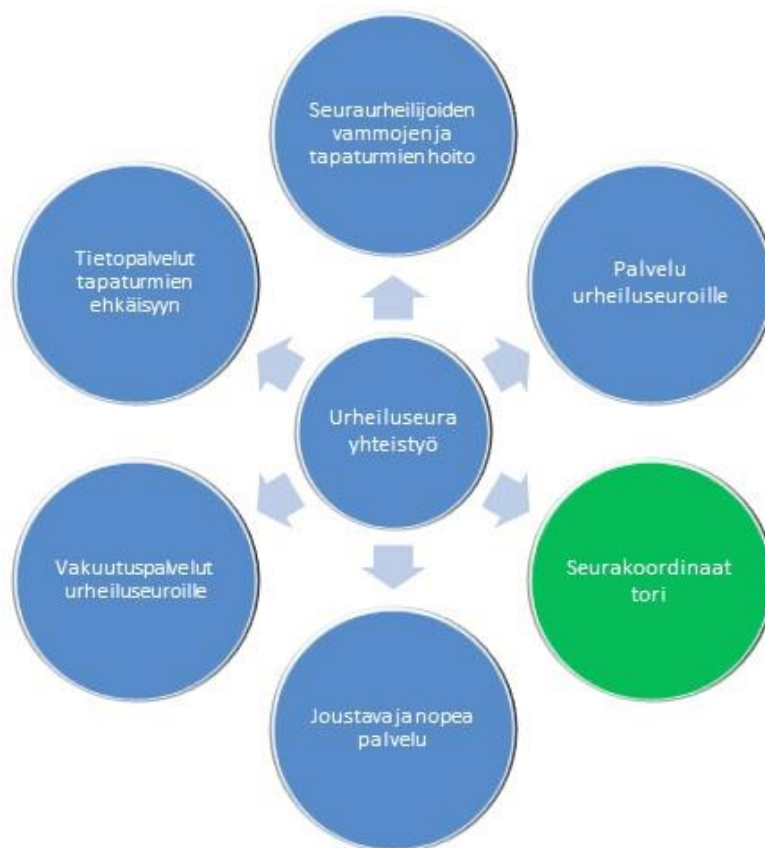 Seuraurheilijoiden
vammojen ja
tapaturmien hoito
Palvelu
urheiluseuroille
Seurakoordinaat
tori
Joustava ja nopea
palvelu
Vakuutuspalvelut
urheiluseuroille
Tietopalvelut
tapaturmien
ehkäisyyn
Urheiluseura
yhteistyö